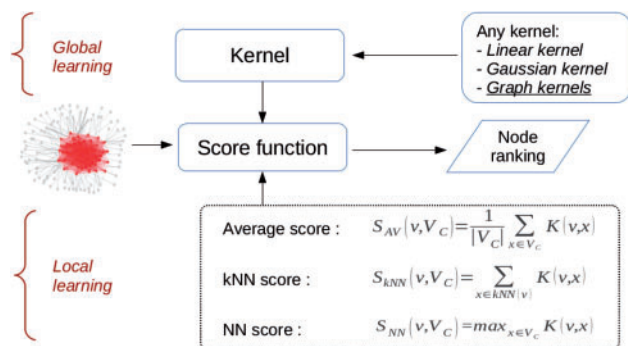 Global
learning
Kernel
Any kernel:
- Linear kernel
- Gaussian kernel
- Graph kernels
Score function
Node
ranking
Local
learning
Average score : S_AV(v,V_C)=1/|V_C| ∑_{x∈V_C} K(v,x)
kNN score : S_kNN(v,V_C)=∑_{x∈kNN(v)} K(v,x)
NN score : S_NN(v,V_C)=max_{x∈V_C} K(v,x)